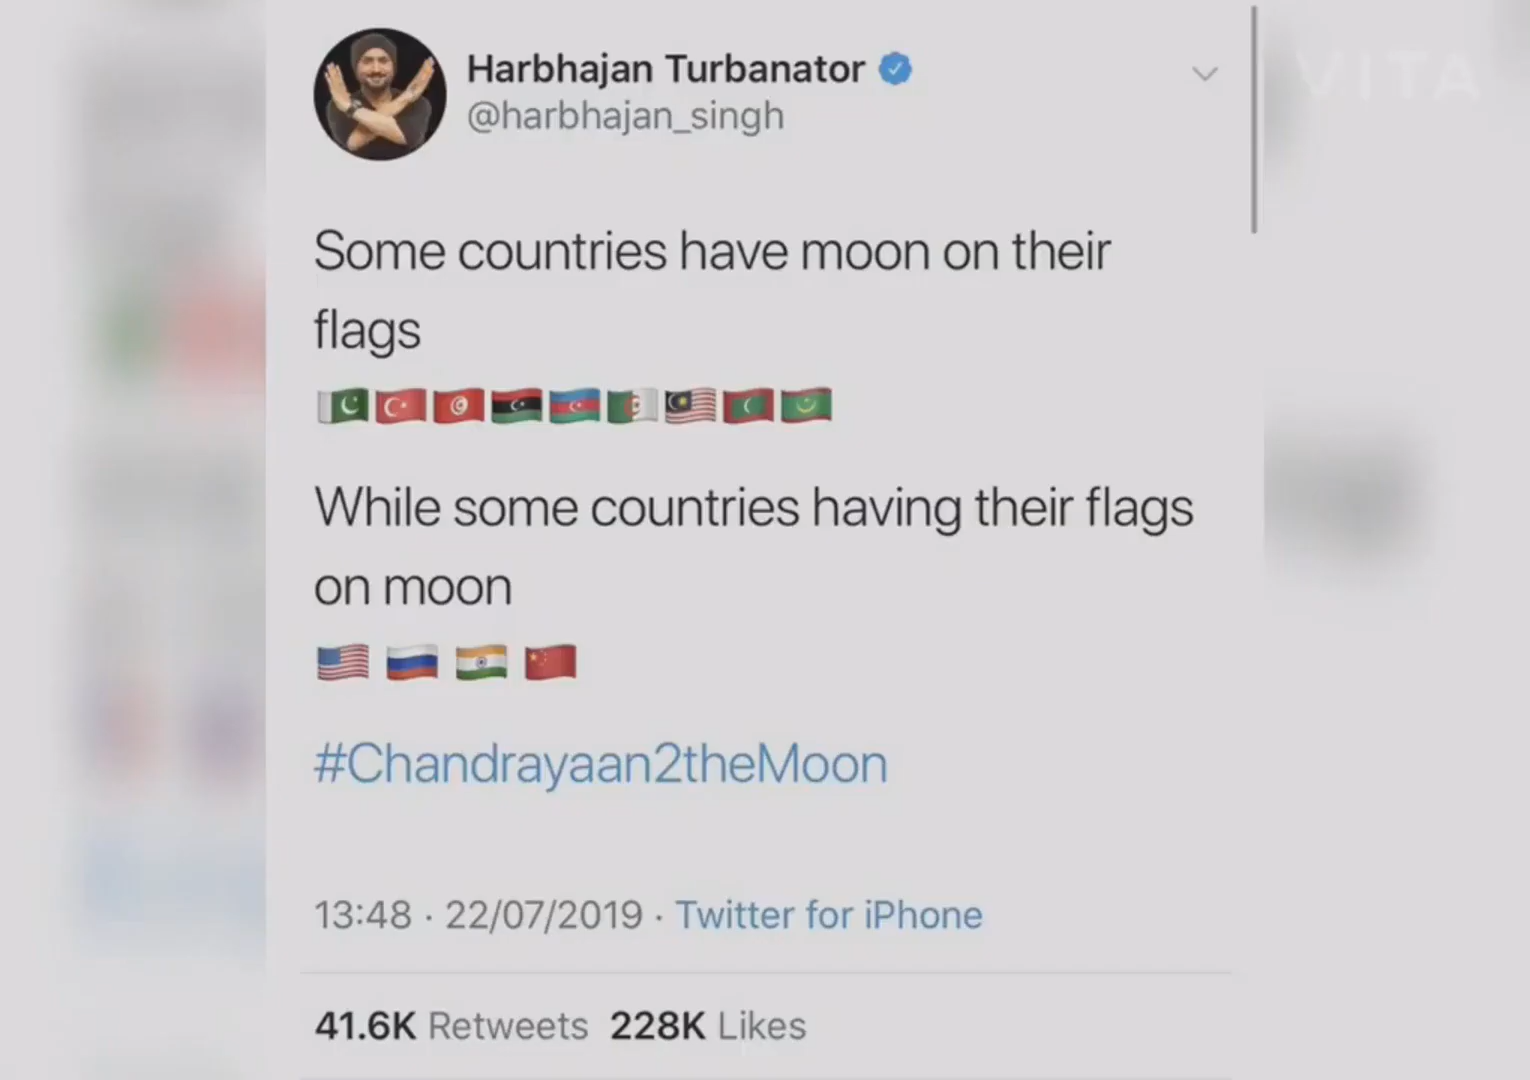 Harbhajan Turbanator
@harbhajan_singh
VITA
Some countries have moon on their
flags
🇵🇰🇹🇷🇹🇳🇱🇾🇦🇿🇩🇿🇲🇾🇲🇻🇲🇷
While some countries having their flags
on moon
🇺🇸 🇷🇺 🇮🇳 🇨🇳
#Chandrayaan2theMoon
13:48 · 22/07/2019 · Twitter for iPhone
41.6K Retweets 228K Likes